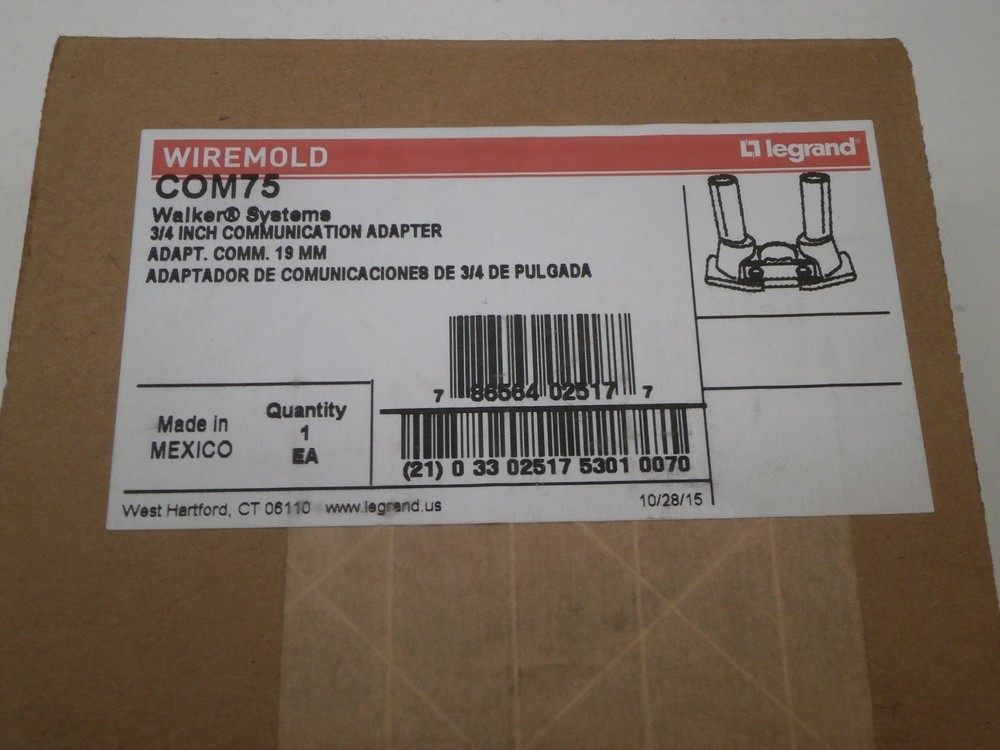 WIREMOLD
legrand®
COM75
Walker® Systems
3/4 INCH COMMUNICATION ADAPTER
ADAPT. COMM. 19 MM
ADAPTADOR DE COMUNICACIONES DE 3/4 DE PULGADA
7 86564 02517 7
Made in
MEXICO
Quantity
1
EA
(21) 0 33 02517 5301 0070
West Hartford, CT 06110 www.legrand.us
10/28/15